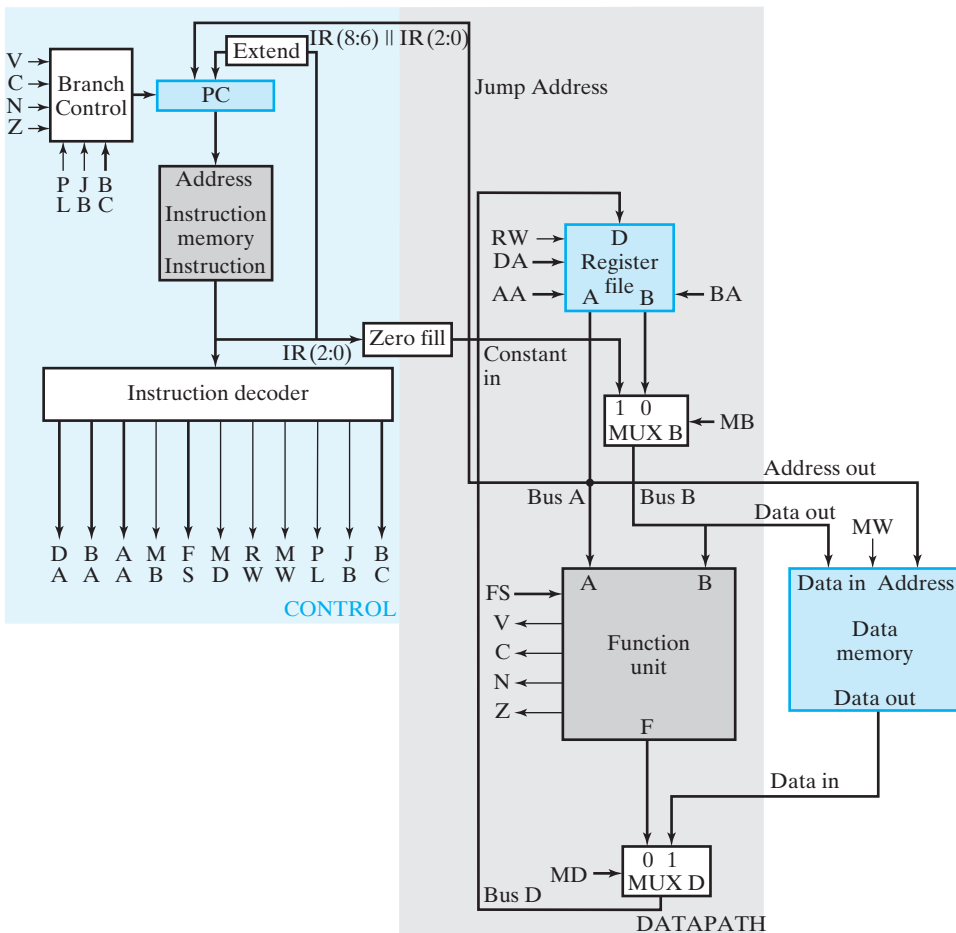 IR(8:6) || IR(2:0)
Extend
V
C
N
Z
Branch
Control
PC
Jump Address
P
L
J
B
B
C
Address
Instruction
memory
Instruction
RW
DA
AA
D
Register
file
A B
BA
IR(2:0)
Zero fill
Constant
in
Instruction decoder
1 0
MUX B
MB
Address out
Bus A
Bus B
Data out
MW
D
A
B
A
A
A
M
B
F
S
M
D
R
W
M
W
P
L
J
B
B
C
CONTROL
FS
V
C
N
Z
A B
Function
unit
F
Data in Address
Data
memory
Data out
Data in
MD
0 1
MUX D
Bus D
DATAPATH